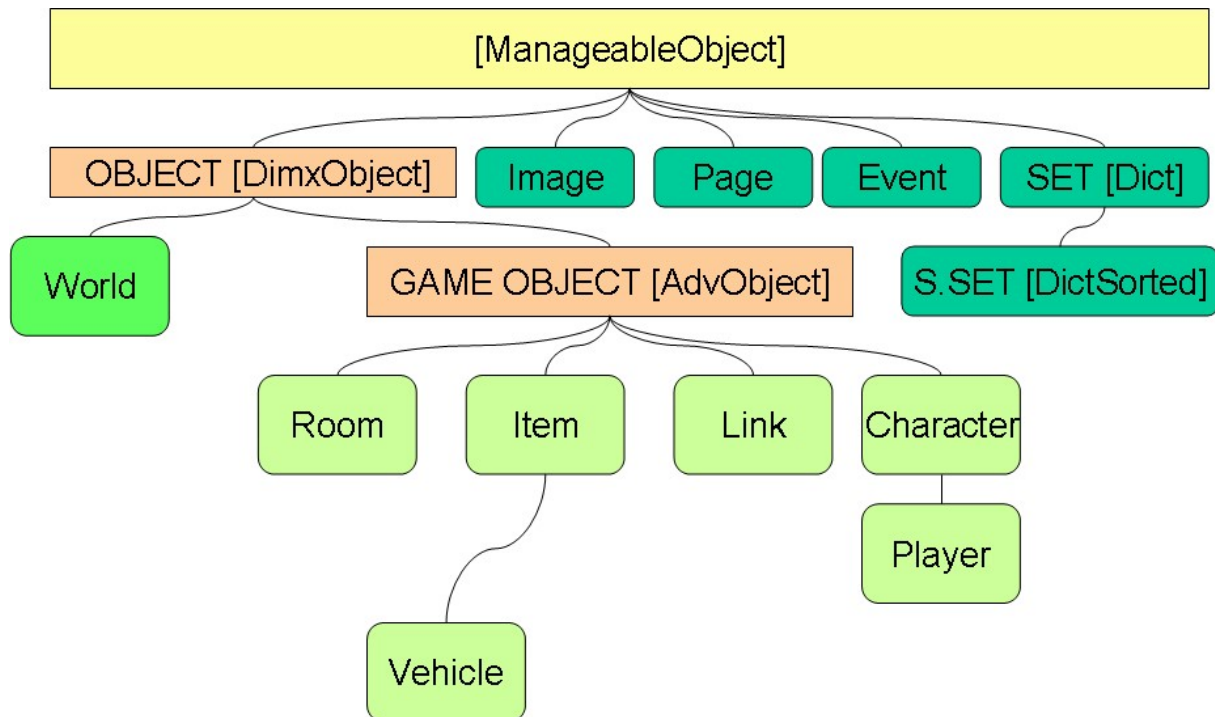 [ManageableObject]
OBJECT [DimxObject]
Image
Page
Event
SET [Dict]
World
GAME OBJECT [AdvObject]
S.SET [DictSorted]
Room
Item
Link
Character
Player
Vehicle